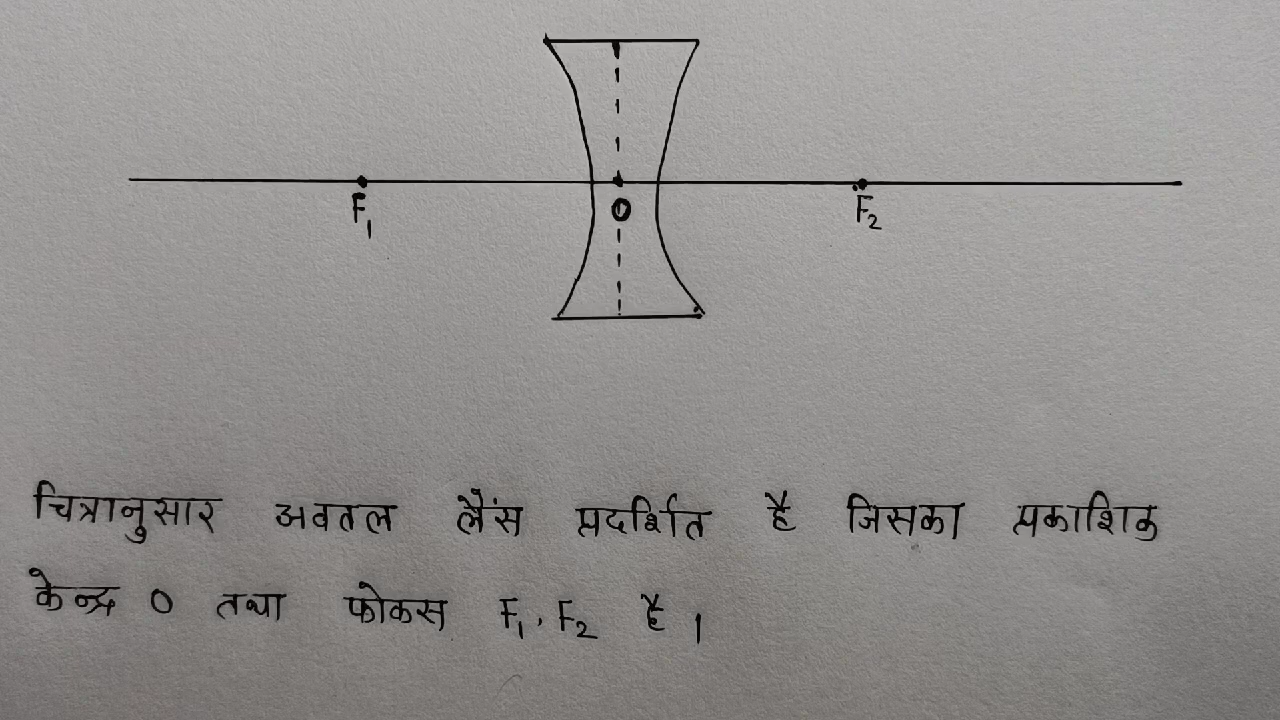 F₁
O
F₂
चित्रानुसार अवतल लैंस प्रदर्शित है जिसका प्रकाशिक
केन्द्र O तथा फोकस F₁, F₂ है।